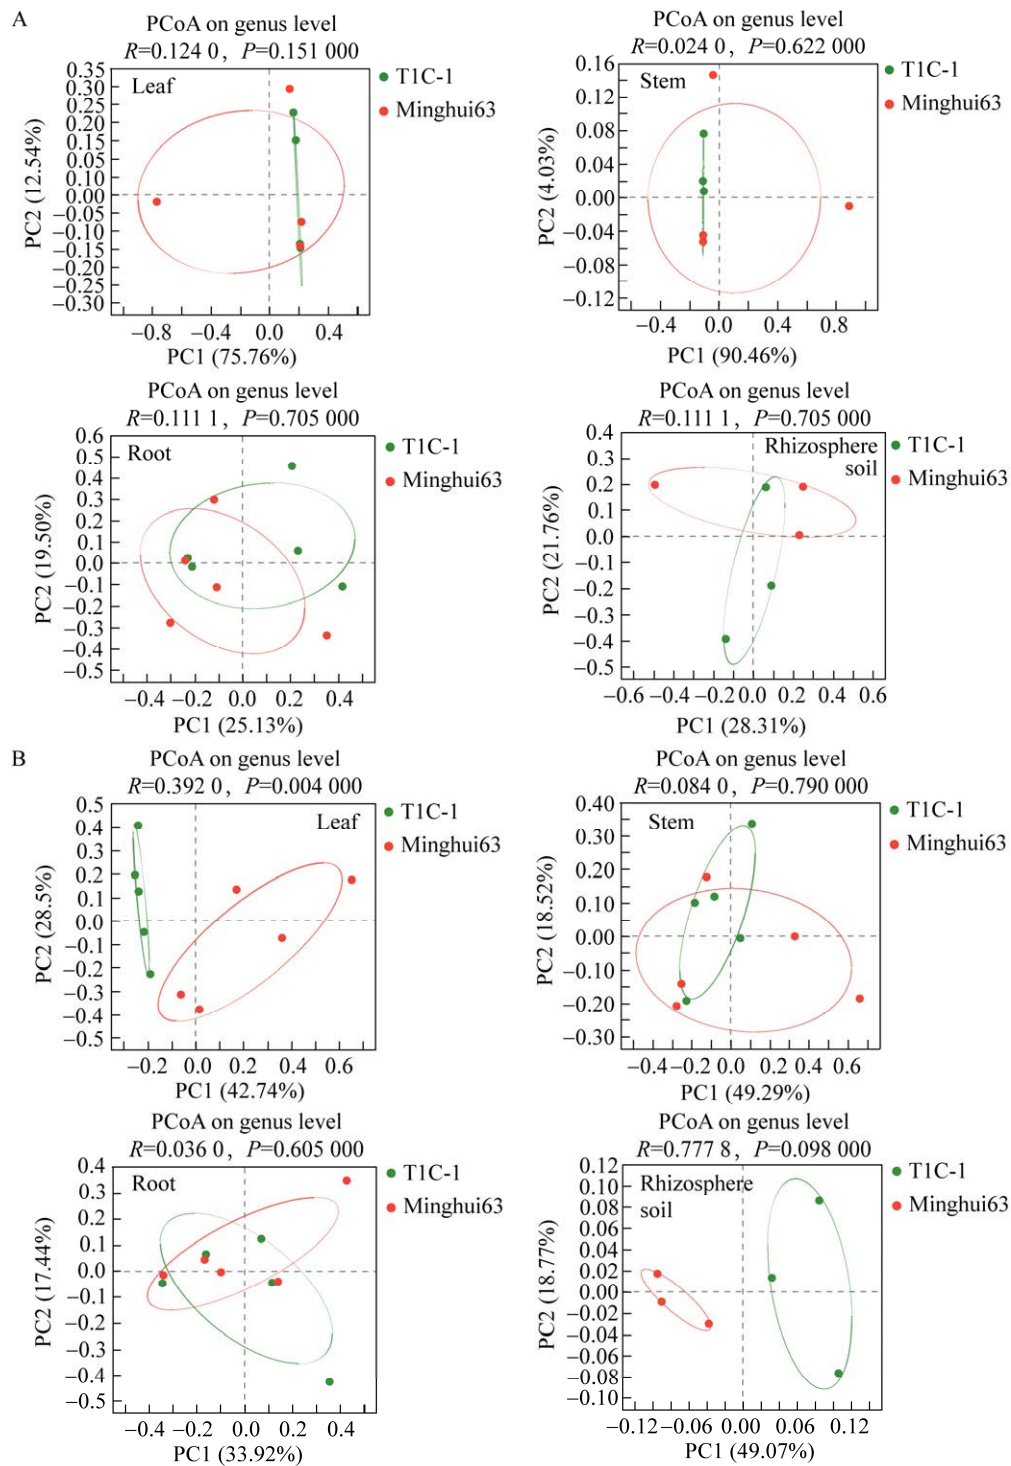 A
PCoA on genus level
R=0.124 0, P=0.151 000
Leaf
T1C-1
Minghui63
0.35
0.30
0.25
0.20
0.15
0.10
0.05
0.00
−0.05
−0.10
−0.15
−0.20
−0.25
−0.30
PC2 (12.54%)
−0.8 −0.4 0.0 0.4
PC1 (75.76%)
PCoA on genus level
R=0.024 0, P=0.622 000
Stem
T1C-1
Minghui63
0.16
0.12
0.08
0.04
0.00
−0.04
−0.08
−0.12
PC2 (4.03%)
−0.4 0.0 0.4 0.8
PC1 (90.46%)
PCoA on genus level
R=0.111 1, P=0.705 000
Root
T1C-1
Minghui63
0.6
0.5
0.4
0.3
0.2
0.1
0.0
−0.1
−0.2
−0.3
−0.4
−0.5
PC2 (19.50%)
−0.4 −0.2 0.0 0.2 0.4
PC1 (25.13%)
PCoA on genus level
R=0.111 1, P=0.705 000
Rhizosphere
soil
T1C-1
Minghui63
0.4
0.3
0.2
0.1
0.0
−0.1
−0.2
−0.3
−0.4
−0.5
PC2 (21.76%)
−0.6 −0.4 −0.2 0.0 0.2 0.4 0.6
PC1 (28.31%)
B
PCoA on genus level
R=0.392 0, P=0.004 000
Leaf
T1C-1
Minghui63
0.5
0.4
0.3
0.2
0.1
0.0
−0.1
−0.2
−0.3
−0.4
−0.5
PC2 (28.5%)
−0.2 0.0 0.2 0.4 0.6
PC1 (42.74%)
PCoA on genus level
R=0.084 0, P=0.790 000
Stem
T1C-1
Minghui63
0.40
0.30
0.20
0.10
0.00
−0.10
−0.20
−0.30
PC2 (18.52%)
−0.4 −0.2 0.0 0.2 0.4 0.6
PC1 (49.29%)
PCoA on genus level
R=0.036 0, P=0.605 000
Root
T1C-1
Minghui63
0.4
0.3
0.2
0.1
0.0
−0.1
−0.2
−0.3
−0.4
−0.5
PC2 (17.44%)
−0.4 −0.2 0.0 0.2 0.4
PC1 (33.92%)
PCoA on genus level
R=0.777 8, P=0.098 000
Rhizosphere
soil
T1C-1
Minghui63
0.12
0.10
0.08
0.06
0.04
0.02
0.00
−0.02
−0.04
−0.06
−0.08
−0.10
PC2 (18.77%)
−0.12 −0.06 0.00 0.06 0.12
PC1 (49.07%)